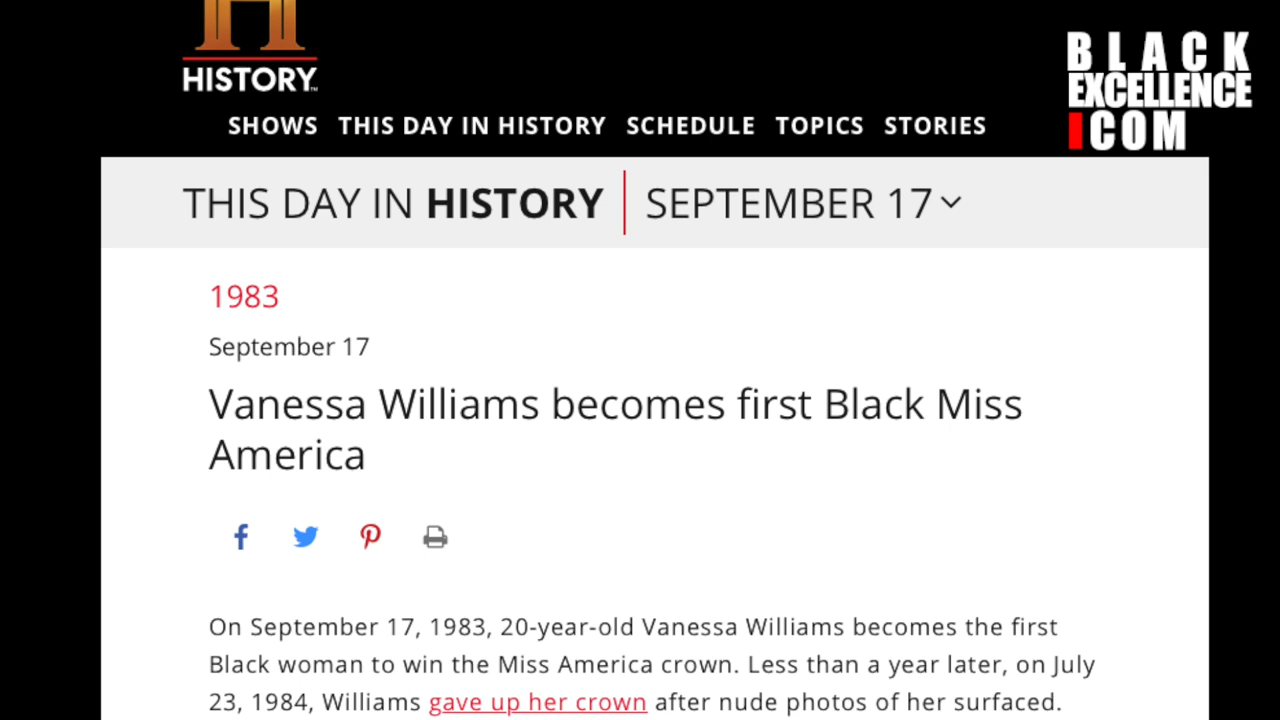 H
HISTORY™
BLACK
EXCELLENCE
COM
SHOWS THIS DAY IN HISTORY SCHEDULE TOPICS STORIES
THIS DAY IN HISTORY SEPTEMBER 17
1983
September 17
Vanessa Williams becomes first Black Miss
America
On September 17, 1983, 20-year-old Vanessa Williams becomes the first
Black woman to win the Miss America crown. Less than a year later, on July
23, 1984, Williams gave up her crown after nude photos of her surfaced.